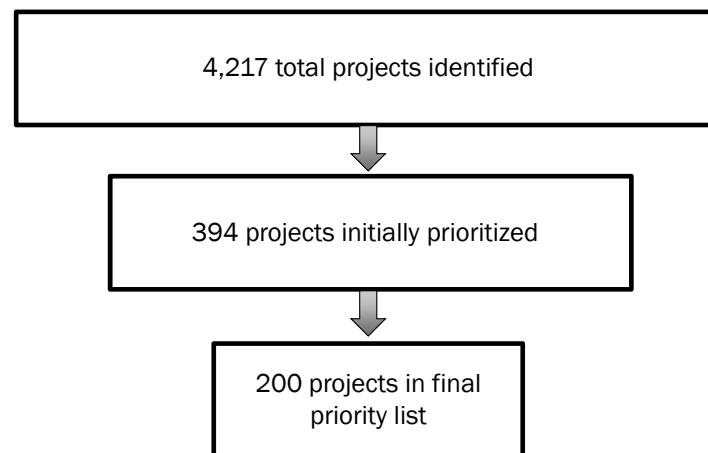 4,217 total projects identified
394 projects initially prioritized
200 projects in final
priority list